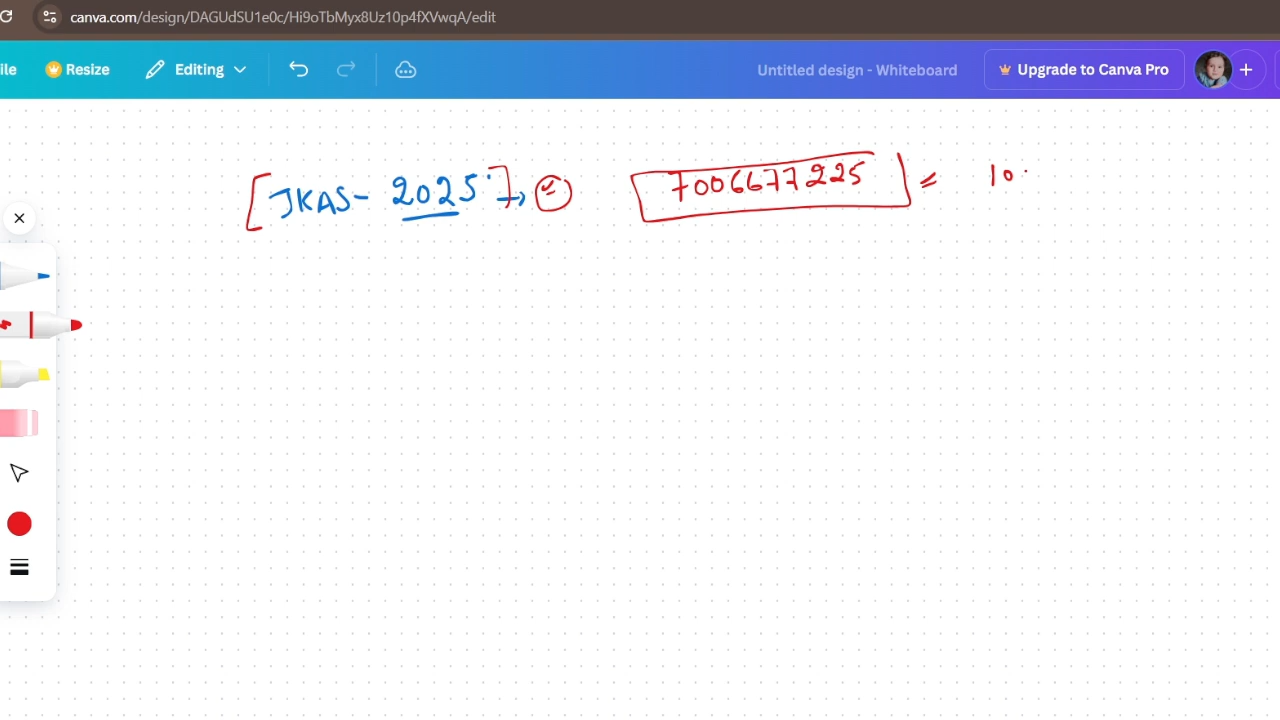 canva.com/design/DAGUdSU1e0c/Hi9oTbMyx8Uz10p4fXVwqA/edit
ile Resize Editing Untitled design - Whiteboard Upgrade to Canva Pro
[JKAS- 2025] → 7006677225 = 10